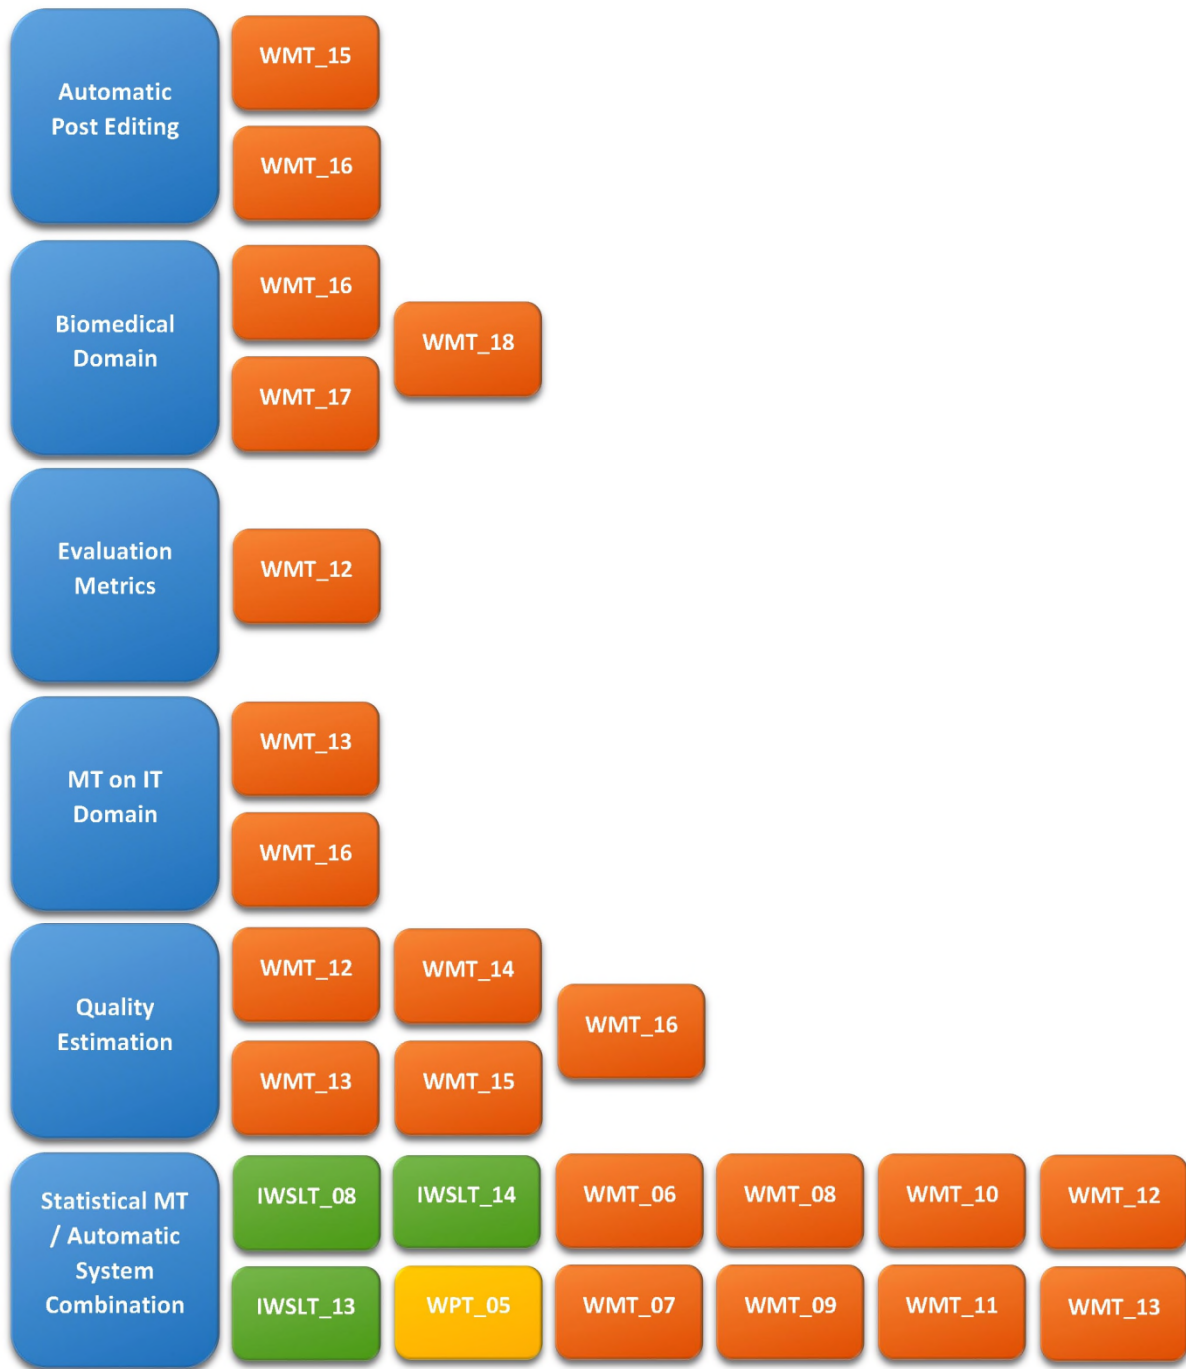 Automatic
Post Editing
WMT_15
WMT_16
Biomedical
Domain
WMT_16
WMT_17
WMT_18
Evaluation
Metrics
WMT_12
MT on IT
Domain
WMT_13
WMT_16
Quality
Estimation
WMT_12
WMT_14
WMT_16
WMT_13
WMT_15
Statistical MT
/ Automatic
System
Combination
IWSLT_08
IWSLT_14
WMT_06
WMT_08
WMT_10
WMT_12
IWSLT_13
WPT_05
WMT_07
WMT_09
WMT_11
WMT_13